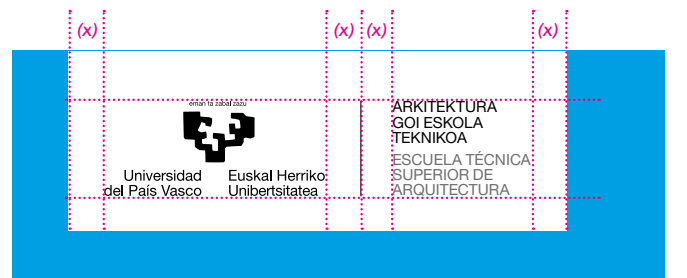 (x) (x) (x) (x)
eman ta zabal zazu
Universidad
del País Vasco
Euskal Herriko
Unibertsitatea
ARKITEKTURA
GOI ESKOLA
TEKNIKOA
ESCUELA TÉCNICA
SUPERIOR DE
ARQUITECTURA